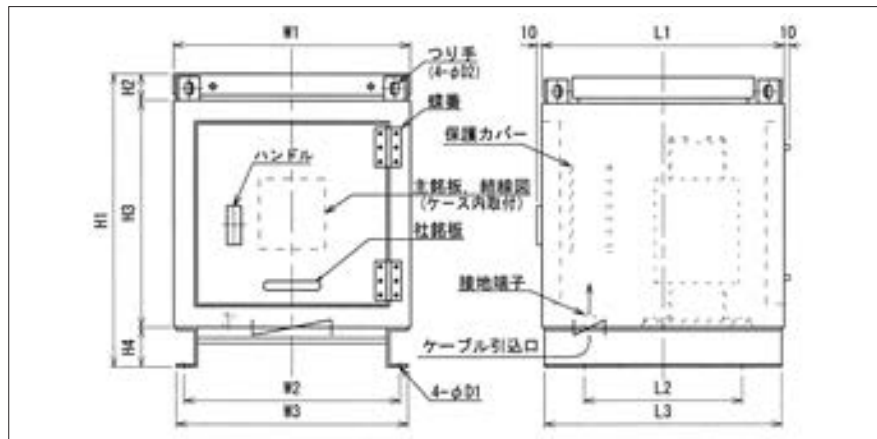 W1
10
L1
10
つり手
(4-φD2)
H2
蝶番
保護カバー
ハンドル
主銘板, 結線図
(ケース内取付)
H1
H3
社銘板
接地端子
ケーブル引込口
H4
W2
4-φD1
L2
W3
L3